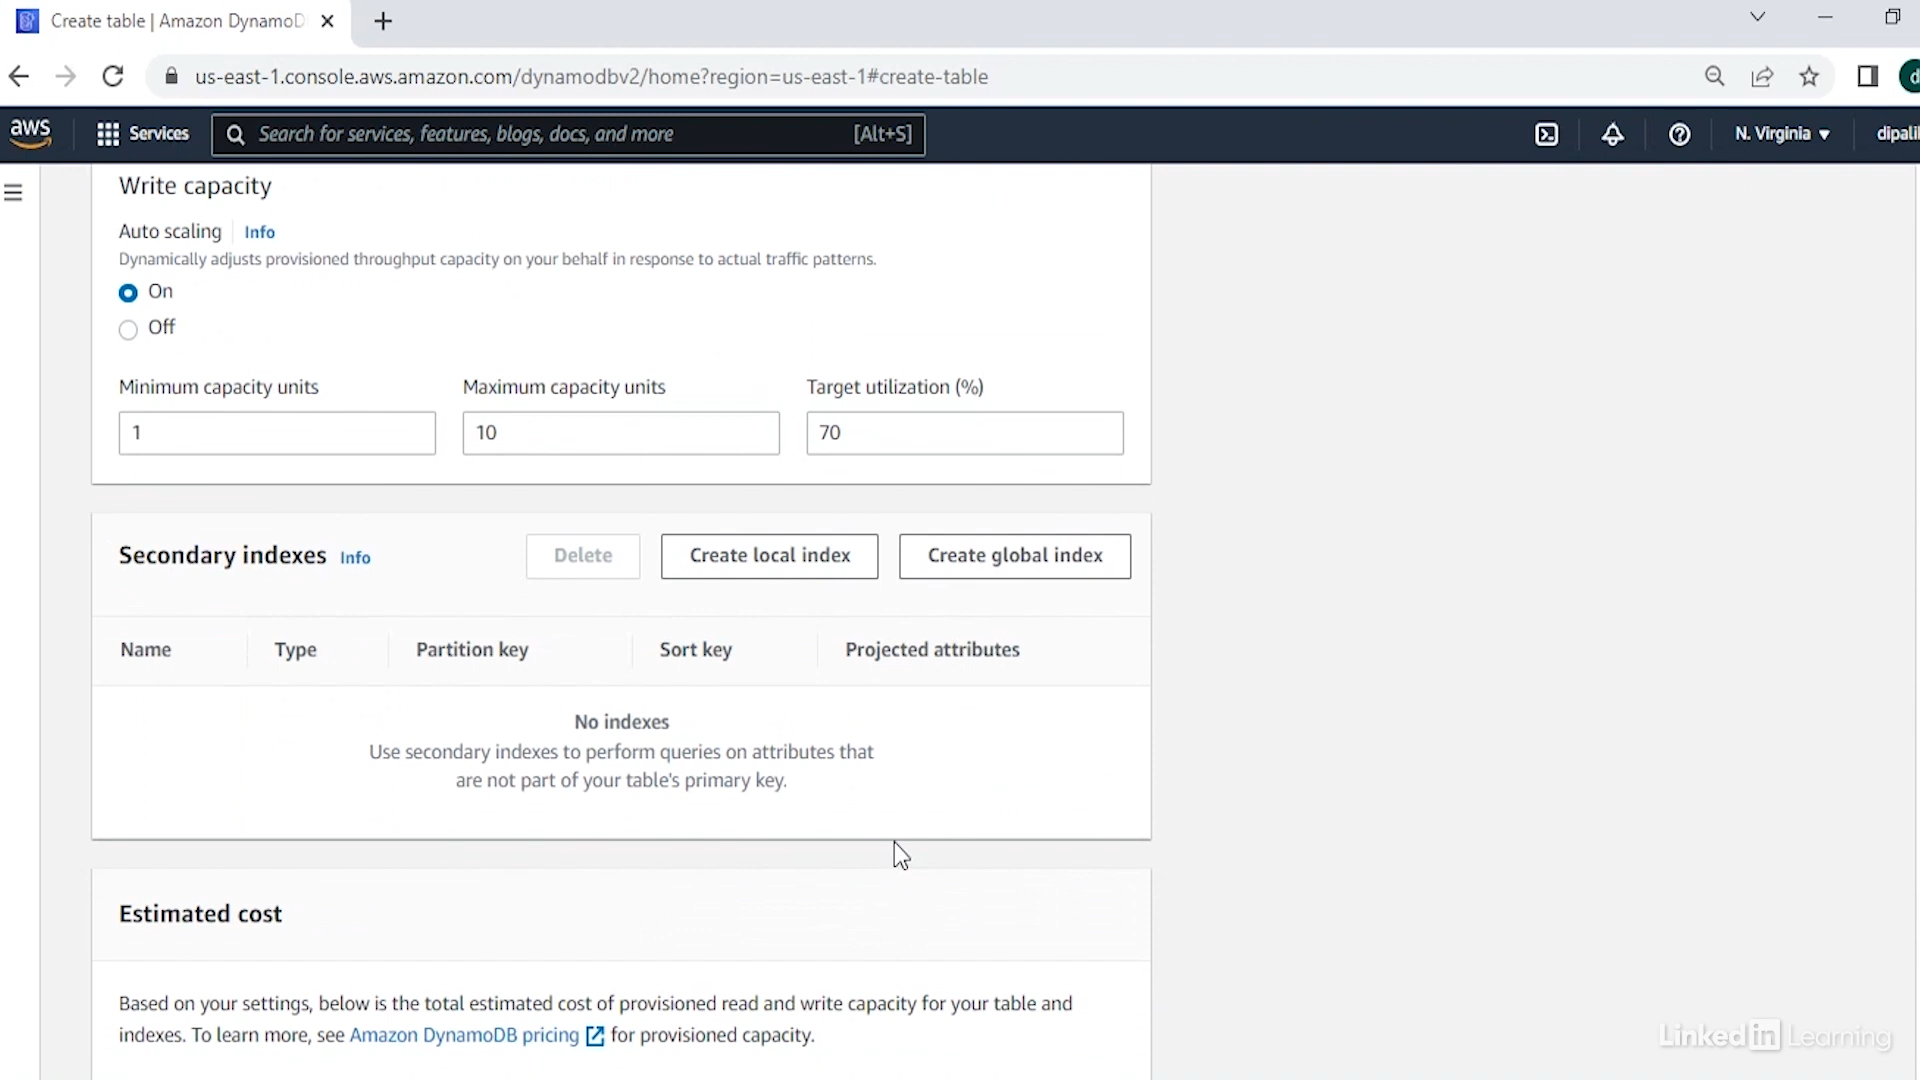 Create table | Amazon DynamoD
us-east-1.console.aws.amazon.com/dynamodbv2/home?region=us-east-1#create-table
aws Services Search for services, features, blogs, docs, and more [Alt+S] N. Virginia dipali
Write capacity
Auto scaling Info
Dynamically adjusts provisioned throughput capacity on your behalf in response to actual traffic patterns.
On
Off
Minimum capacity units Maximum capacity units Target utilization (%)
1 10 70
Secondary indexes Info Delete Create local index Create global index
Name Type Partition key Sort key Projected attributes
No indexes
Use secondary indexes to perform queries on attributes that
are not part of your table's primary key.
Estimated cost
Based on your settings, below is the total estimated cost of provisioned read and write capacity for your table and
indexes. To learn more, see Amazon DynamoDB pricing for provisioned capacity.
LinkedIn Learning